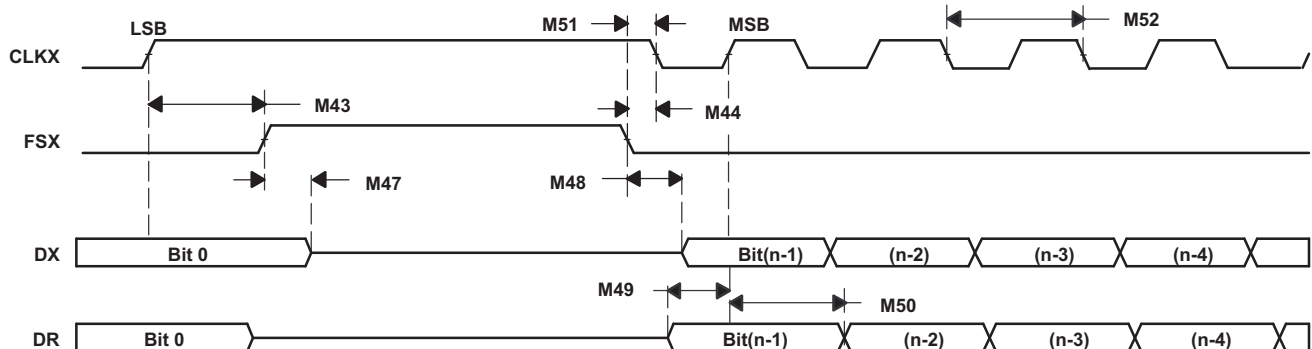 LSB
M51
MSB
M52
CLKX
M43
M44
FSX
M47
M48
DX
Bit 0
Bit(n-1)
(n-2)
(n-3)
(n-4)
M49
M50
DR
Bit 0
Bit(n-1)
(n-2)
(n-3)
(n-4)